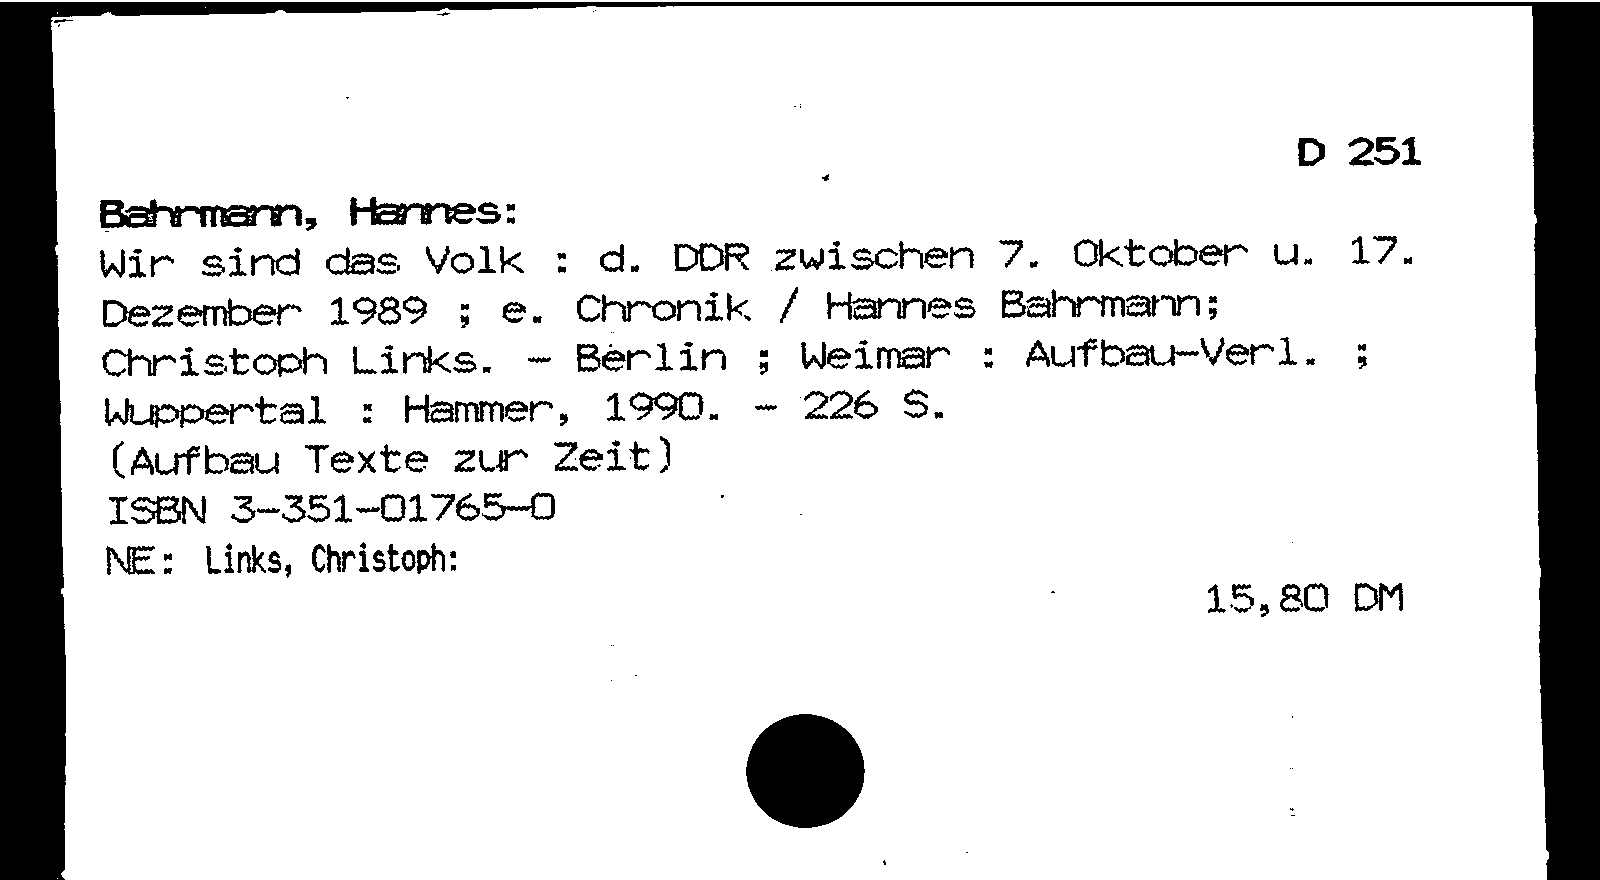 D 251
Bahrmann, Hannes:
Wir sind das Volk : d. DDR zwischen 7. Oktober u. 17.
Dezember 1989 ; e. Chronik / Hannes Bahrmann;
Christoph Links. - Berlin ; Weimar : Aufbau-Verl. ;
Wuppertal : Hammer, 1990. - 226 S.
(Aufbau Texte zur Zeit)
ISBN 3-351-01765-0
NE: Links, Christoph:
15,80 DM